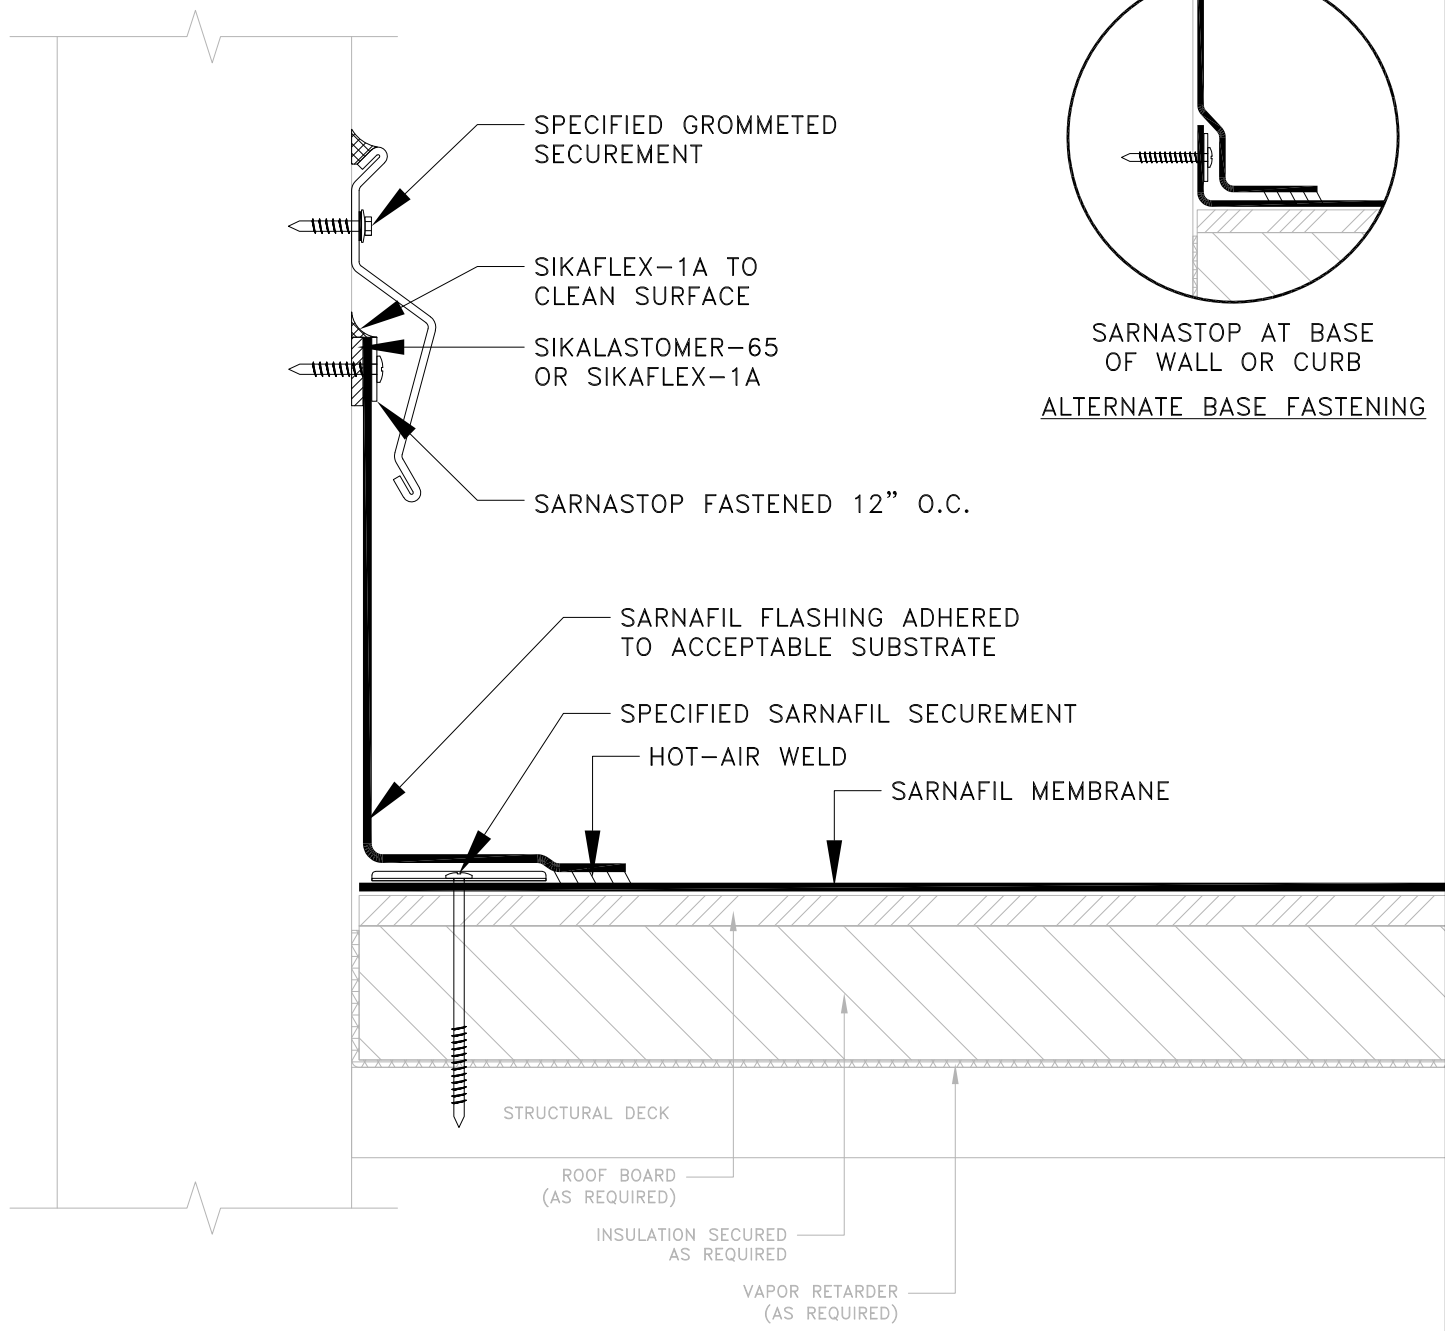 SPECIFIED GROMMETED
SECUREMENT
SIKAFLEX-1A TO
CLEAN SURFACE
SIKALASTOMER-65
OR SIKAFLEX-1A
SARNASTOP AT BASE
OF WALL OR CURB
ALTERNATE BASE FASTENING
SARNASTOP FASTENED 12” O.C.
SARNAFIL FLASHING ADHERED
TO ACCEPTABLE SUBSTRATE
SPECIFIED SARNAFIL SECUREMENT
HOT-AIR WELD
SARNAFIL MEMBRANE
STRUCTURAL DECK
ROOF BOARD
(AS REQUIRED)
INSULATION SECURED
AS REQUIRED
VAPOR RETARDER
(AS REQUIRED)